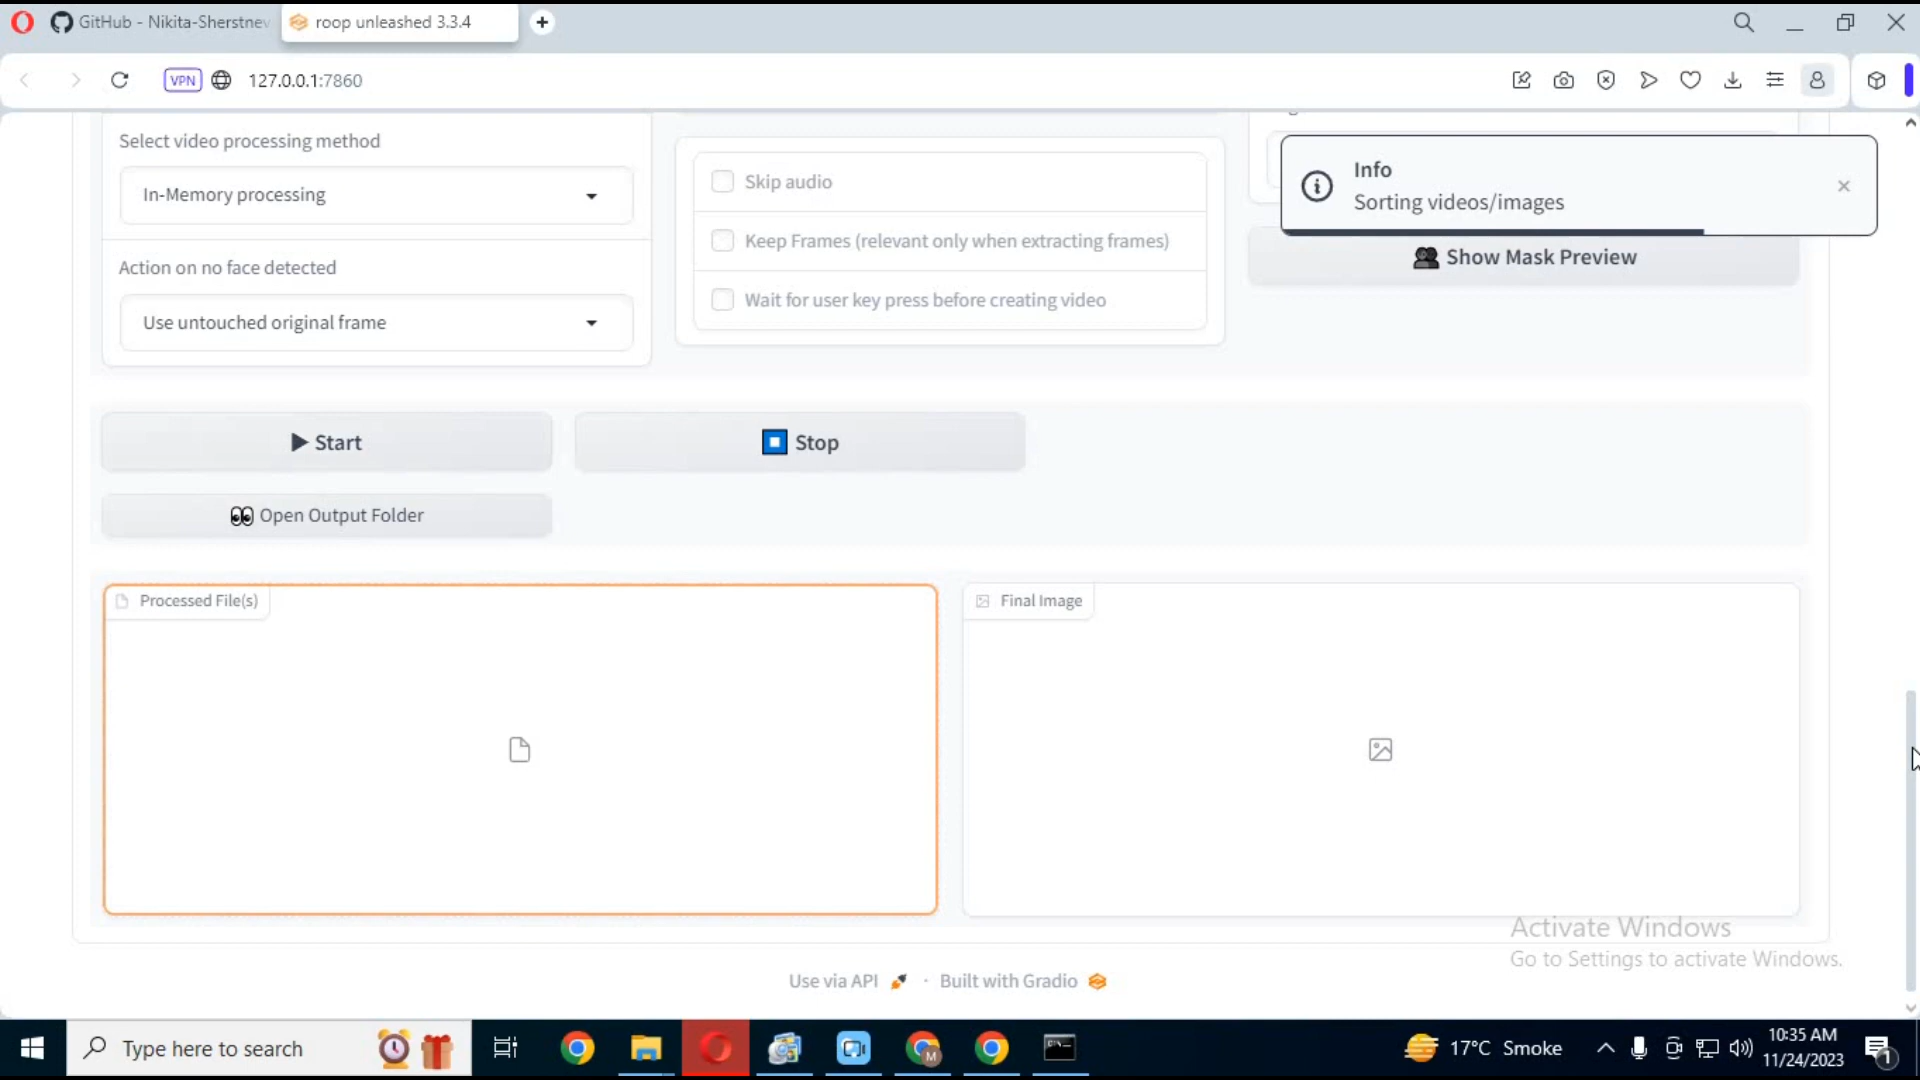 GitHub - Nikita-Sherstnev
roop unleashed 3.3.4
VPN
127.0.0.1:7860
Select video processing method
In-Memory processing
Action on no face detected
Use untouched original frame
Skip audio
Keep Frames (relevant only when extracting frames)
Wait for user key press before creating video
Info
Sorting videos/images
Show Mask Preview
Start
Stop
Open Output Folder
Processed File(s)
Final Image
Activate Windows
Go to Settings to activate Windows.
Use via API · Built with Gradio
Type here to search
M
17°C Smoke
10:35 AM
11/24/2023
1